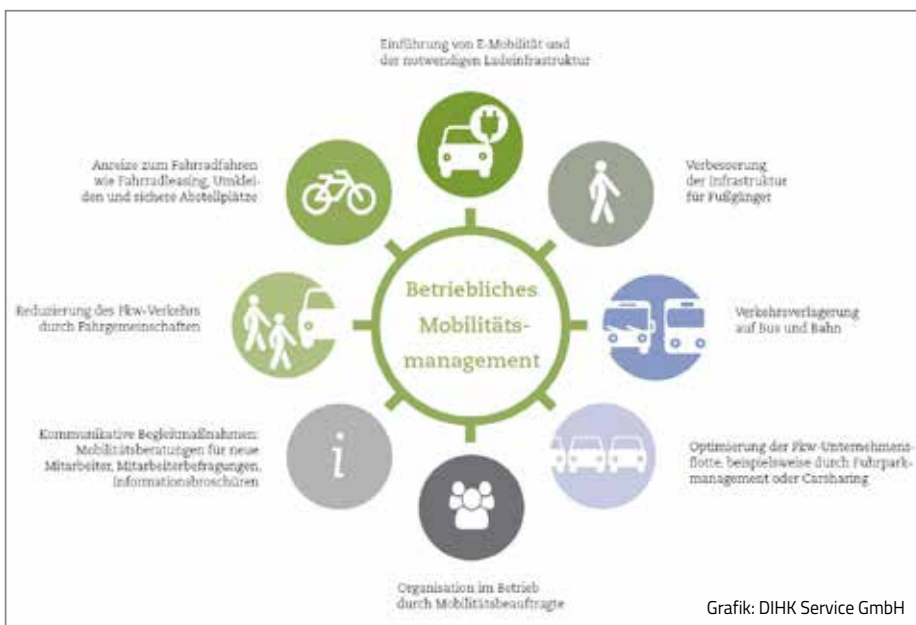 Einführung von E-Mobilität und
der notwendigen Ladeinfrastruktur
Anreize zum Fahrradfahren
wie Fahrradleasing, Umklei-
den und sichere Abstellplätze
Verbesserung
der Infrastruktur
für Fußgänger
Betriebliches
Mobilitäts-
management
Reduzierung des Pkw-Verkehrs
durch Fahrgemeinschaften
Verkehrsverlagerung
auf Bus und Bahn
Kommunikative Begleitmaßnahmen:
Mobilitätsberatungen für neue
Mitarbeiter, Mitarbeiterbefragungen,
Informationsbroschüren
i
Optimierung der Pkw-Unternehmens-
flotte, beispielsweise durch Fuhrpark-
management oder Carsharing
Organisation im Betrieb
durch Mobilitätsbeauftragte
Grafik: DIHK Service GmbH